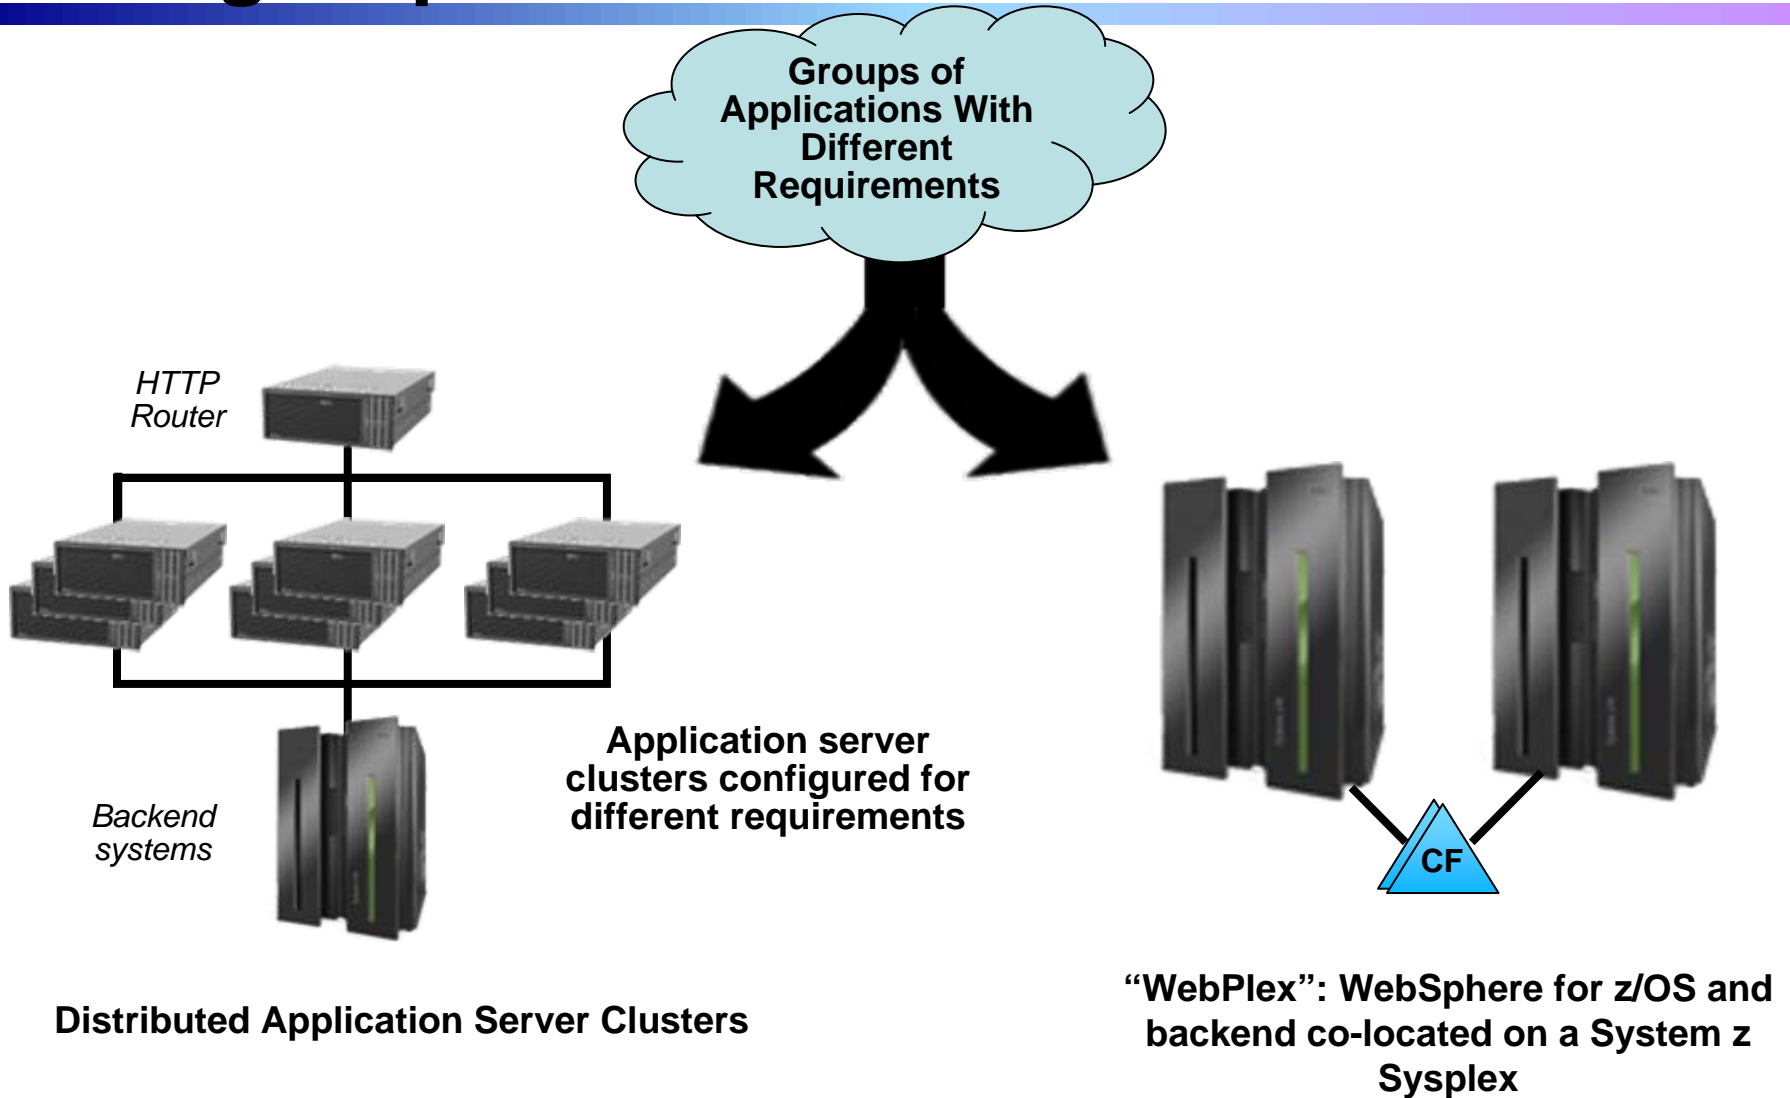 Groups of
Applications With
Different
Requirements
HTTP
Router
Application server
clusters configured for
different requirements
Backend
systems
CF
Distributed Application Server Clusters
“WebPlex”: WebSphere for z/OS and
backend co-located on a System z
Sysplex